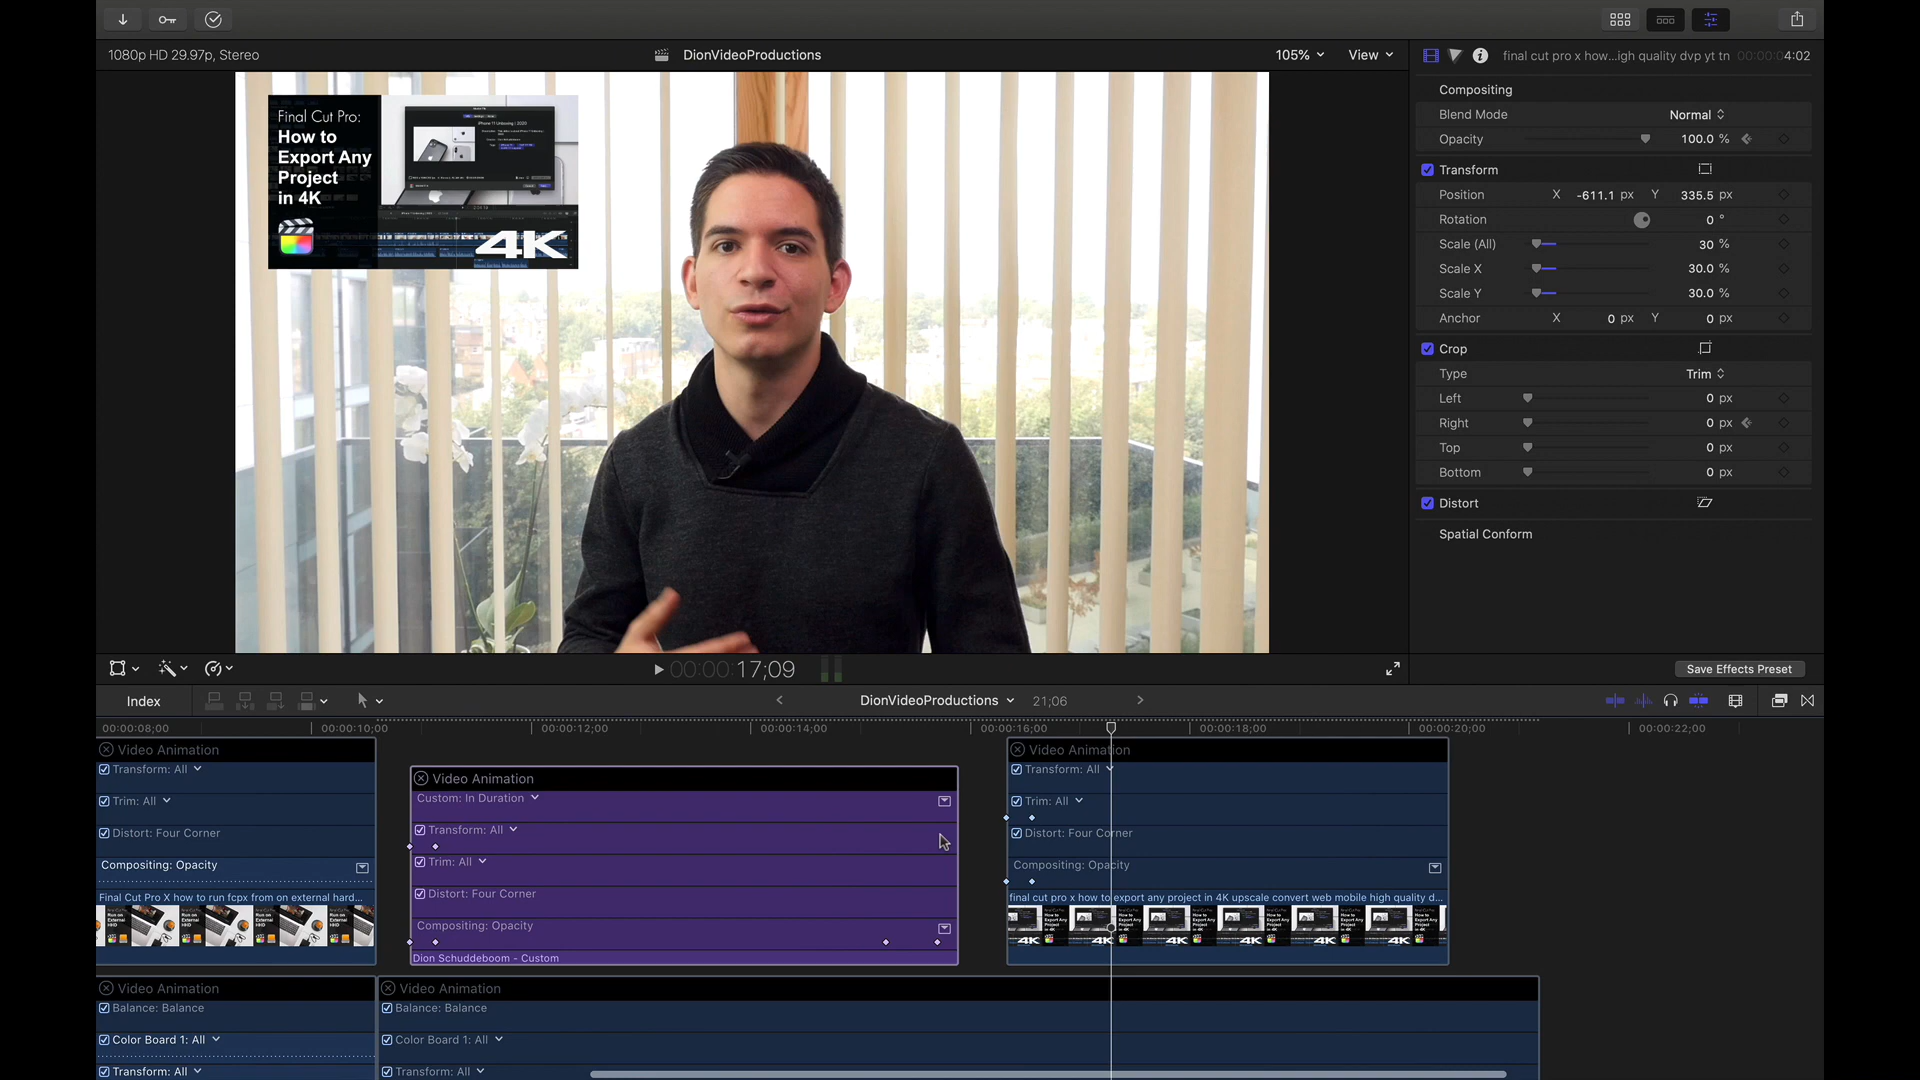 1080p HD 29.97p, Stereo
DionVideoProductions
105%
View
final cut pro x how...igh quality dvp yt tn
00:00:04:02
Compositing
Blend Mode
Normal
Opacity
100.0 %
Transform
Position
X -611.1 px Y 335.5 px
Rotation
0 °
Scale (All)
30 %
Scale X
30.0 %
Scale Y
30.0 %
Anchor
X 0 px Y 0 px
Crop
Type
Trim
Left
0 px
Right
0 px
Top
0 px
Bottom
0 px
Distort
Spatial Conform
Save Effects Preset
Final Cut Pro:
How to
Export Any
Project
in 4K
4K
00:00:17;09
Index
DionVideoProductions
21;06
00:00:08;00
00:00:10;00
00:00:12;00
00:00:14;00
00:00:16;00
00:00:18;00
00:00:20;00
00:00:22;00
Video Animation
Transform: All
Trim: All
Distort: Four Corner
Compositing: Opacity
Final Cut Pro X how to run fcpx from on external hard...
Video Animation
Custom: In Duration
Transform: All
Trim: All
Distort: Four Corner
Compositing: Opacity
Dion Schuddeboom - Custom
Video Animation
Transform: All
Trim: All
Distort: Four Corner
Compositing: Opacity
final cut pro x how to export any project in 4K upscale convert web mobile high quality d...
Video Animation
Balance: Balance
Color Board 1: All
Transform: All
Video Animation
Balance: Balance
Color Board 1: All
Transform: All